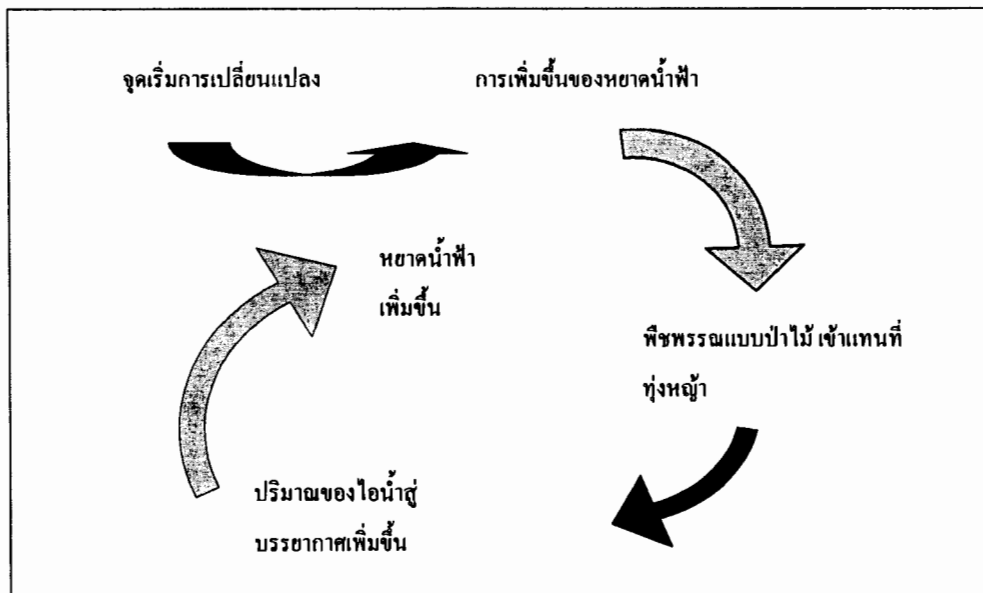 จุดเริ่มการเปลี่ยนแปลง
การเพิ่มขึ้นของหยาดน้ำฟ้า
หยาดน้ำฟ้า
เพิ่มขึ้น
พืชพรรณแบบป่าไม้ เข้าแทนที่
ทุ่งหญ้า
ปริมาณของไอน้ำสู่
บรรยากาศเพิ่มขึ้น